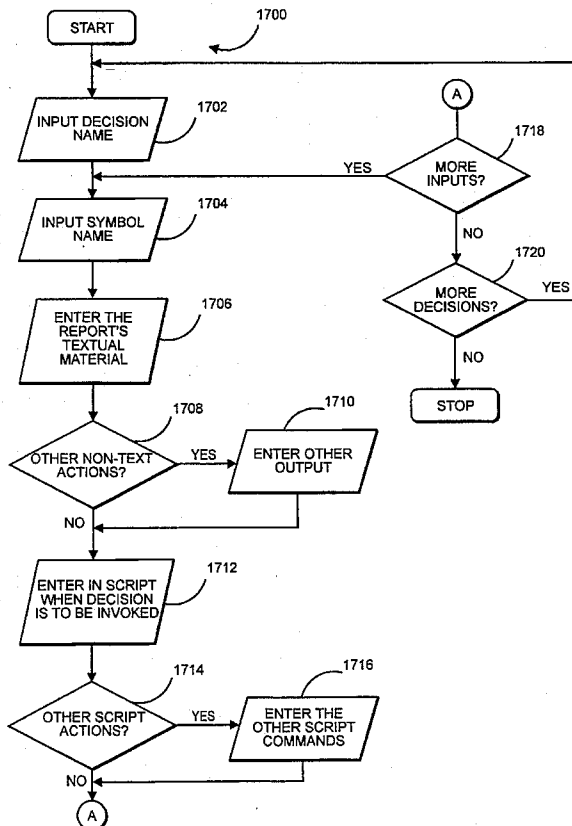 START
1700
INPUT DECISION
NAME
1702
INPUT SYMBOL
NAME
1704
ENTER THE
REPORT'S
TEXTUAL
MATERIAL
1706
OTHER NON-TEXT
ACTIONS?
1708
YES
NO
ENTER OTHER
OUTPUT
1710
ENTER IN SCRIPT
WHEN DECISION
IS TO BE INVOKED
1712
OTHER SCRIPT
ACTIONS?
1714
YES
NO
ENTER THE
OTHER SCRIPT
COMMANDS
1716
A
A
MORE
INPUTS?
1718
YES
NO
MORE
DECISIONS?
1720
YES
NO
STOP